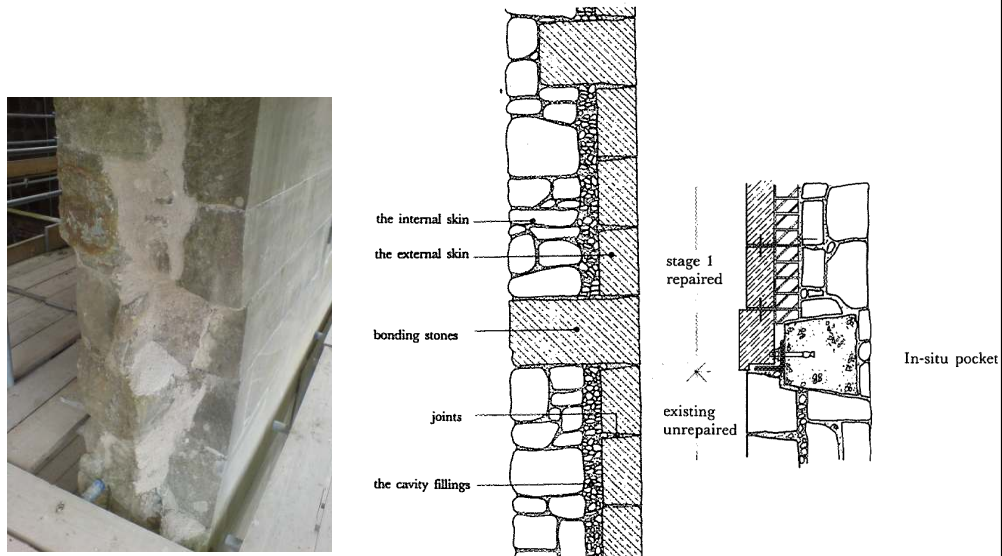 the internal skin
the external skin
bonding stones
joints
the cavity fillings
stage 1
repaired
existing
unrepaired
In-situ pocket